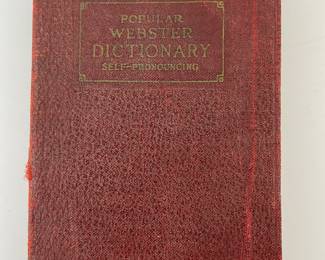 POPULAR
WEBSTER
DICTIONARY
SELF-PRONOUNCING